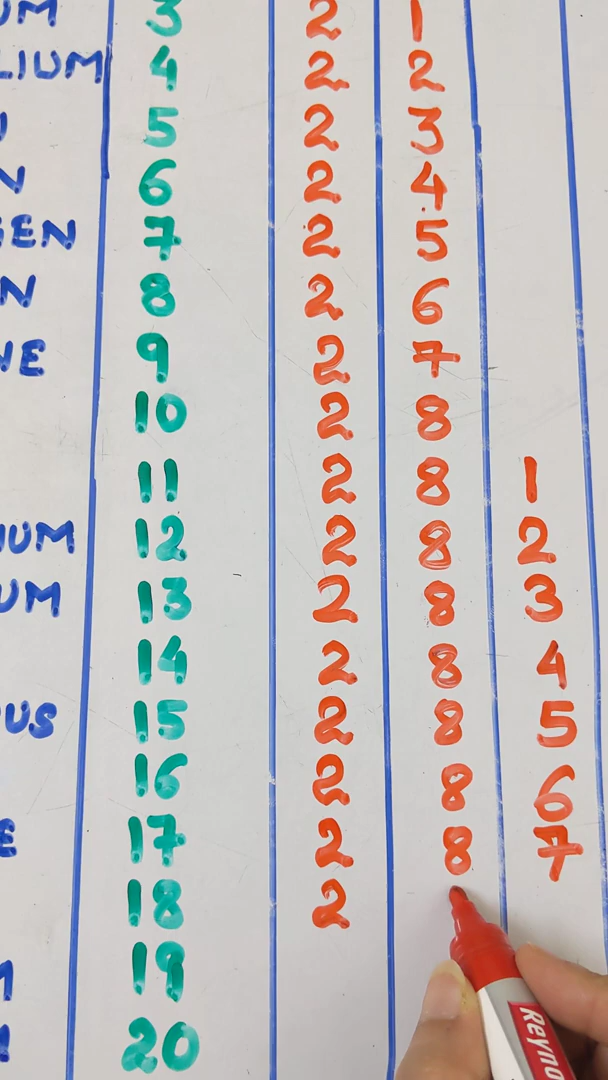 UM 3 2 1
LIUM 4 2 2
5 2 3
N 6 2 4
GEN 7 2 5
N 8 2 6
NE 9 2 7
10 2 8
11 2 8 1
IUM 12 2 8 2
UM 13 2 8 3
14 2 8 4
US 15 2 8 5
16 2 8 6
E 17 2 8 7
18 2
M 19
20
Reyno